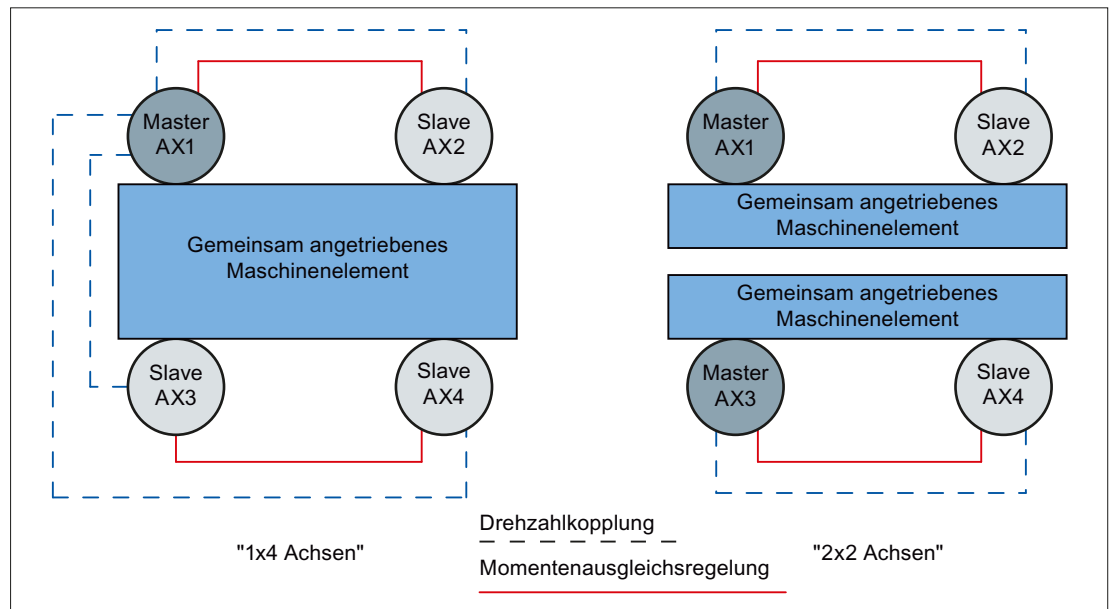 Master
AX1
Slave
AX2
Gemeinsam angetriebenes
Maschinenelement
Slave
AX3
Slave
AX4
"1x4 Achsen"
Master
AX1
Slave
AX2
Gemeinsam angetriebenes
Maschinenelement
Gemeinsam angetriebenes
Maschinenelement
Master
AX3
Slave
AX4
"2x2 Achsen"
Drehzahlkopplung
Momentenausgleichsregelung